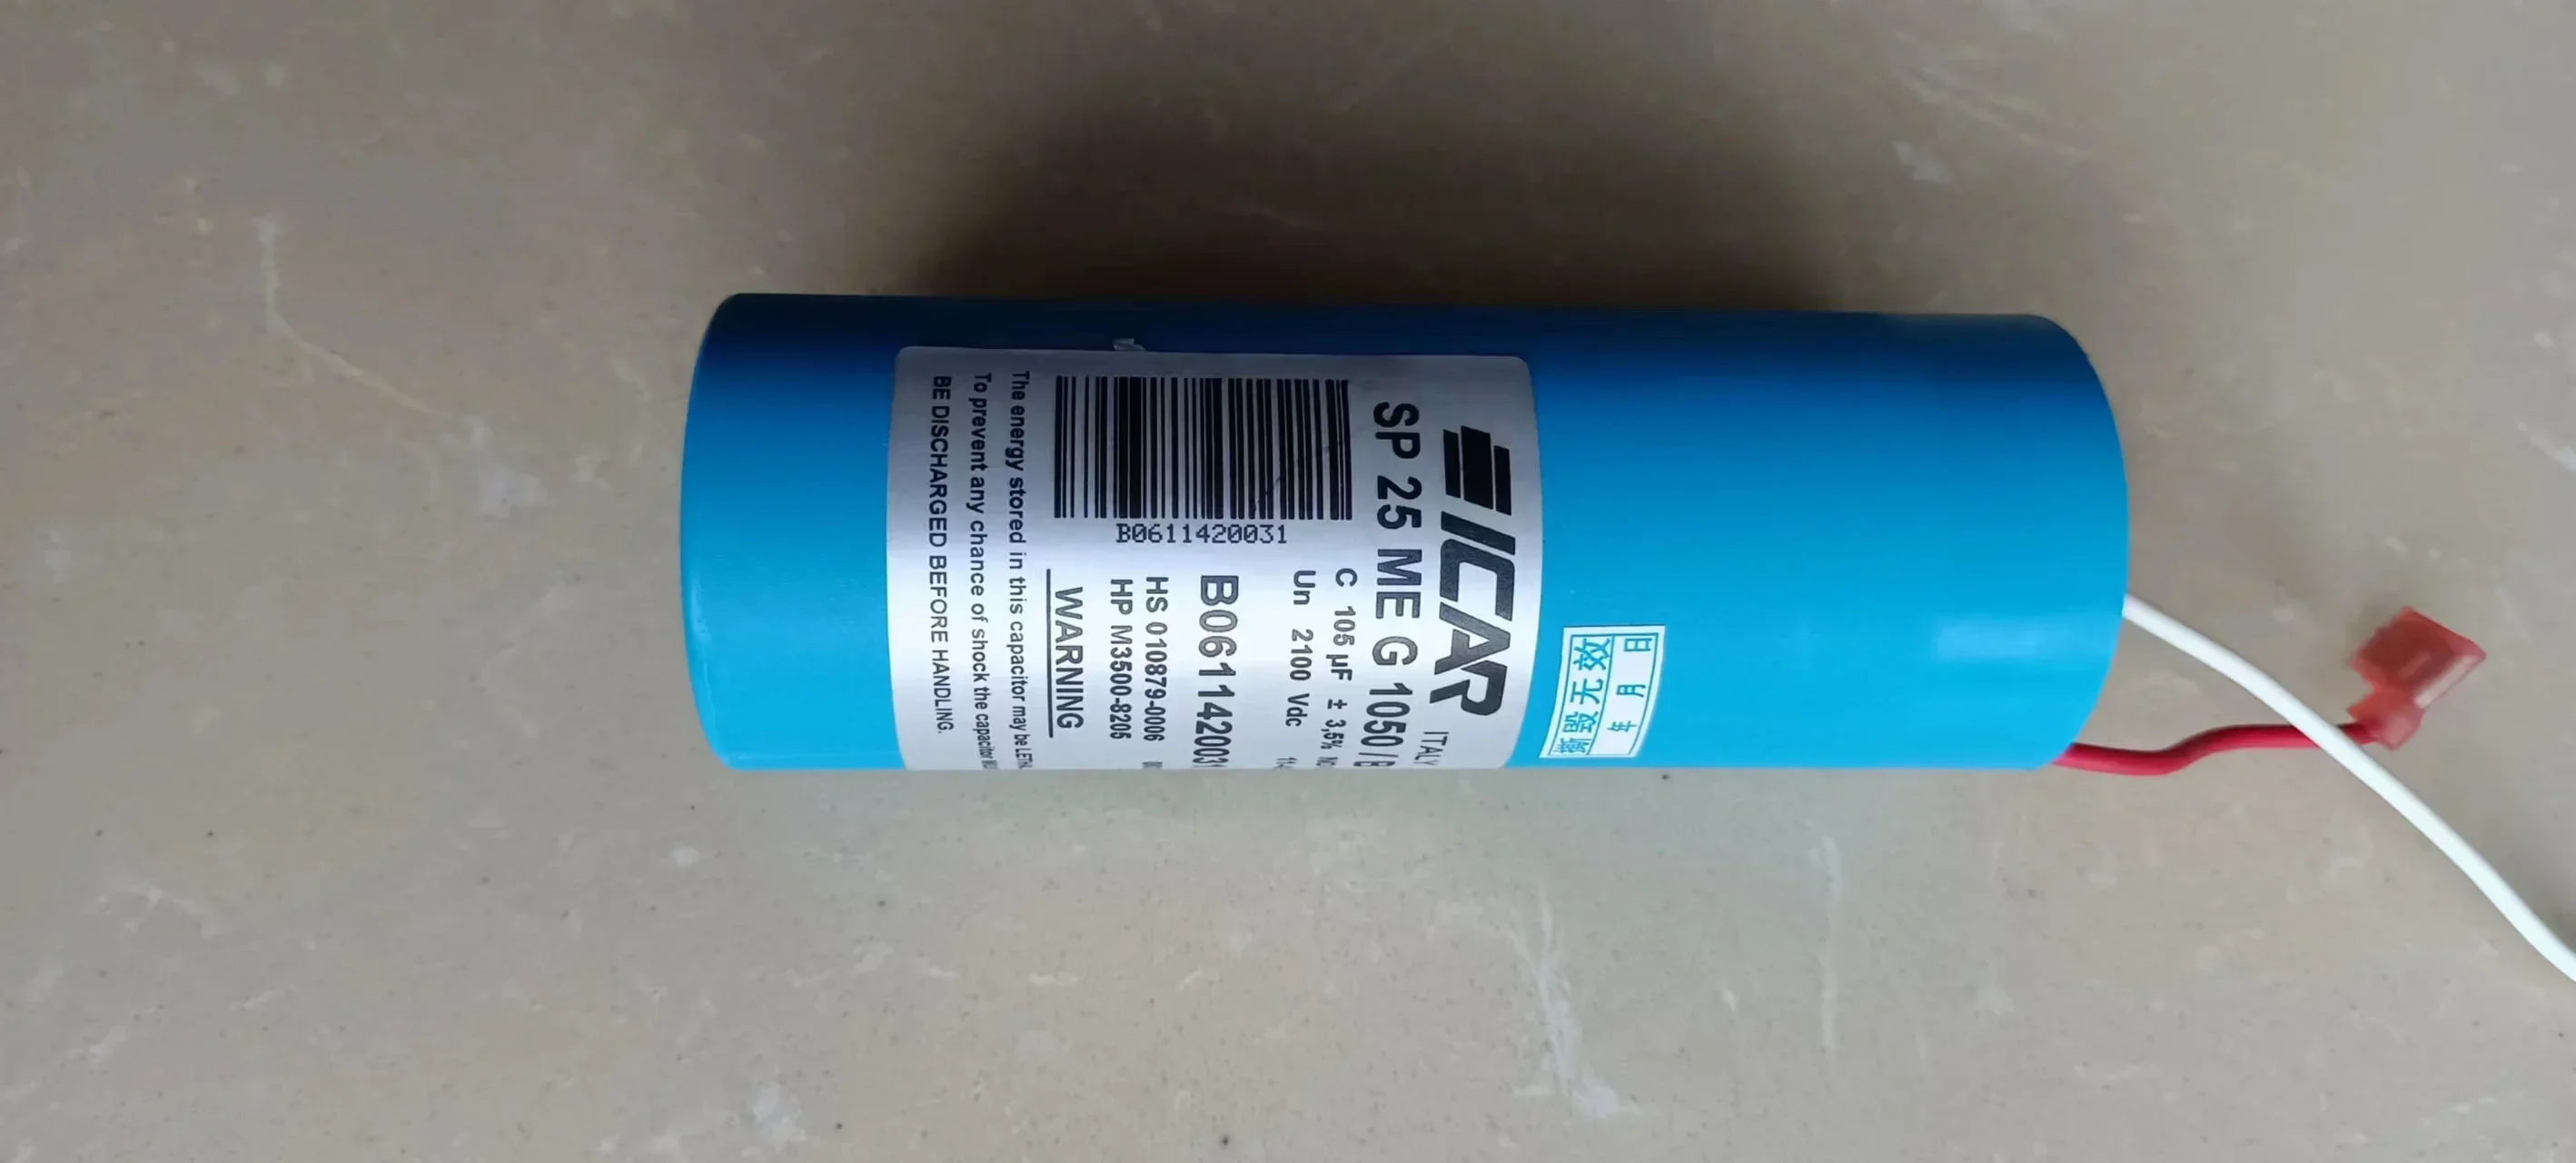 ICAR
ITALY
SP 25 ME G 1050/
C 105 µF ± 3,5%
Un 2100 Vdc
B0611420031
B0611420031
HS 010879-0006
HP M3500-8205
WARNING
The energy stored in this capacitor may be
To prevent any chance of shock the capacitor
BE DISCHARGED BEFORE HANDLING.
撕毁无效
年 月 日